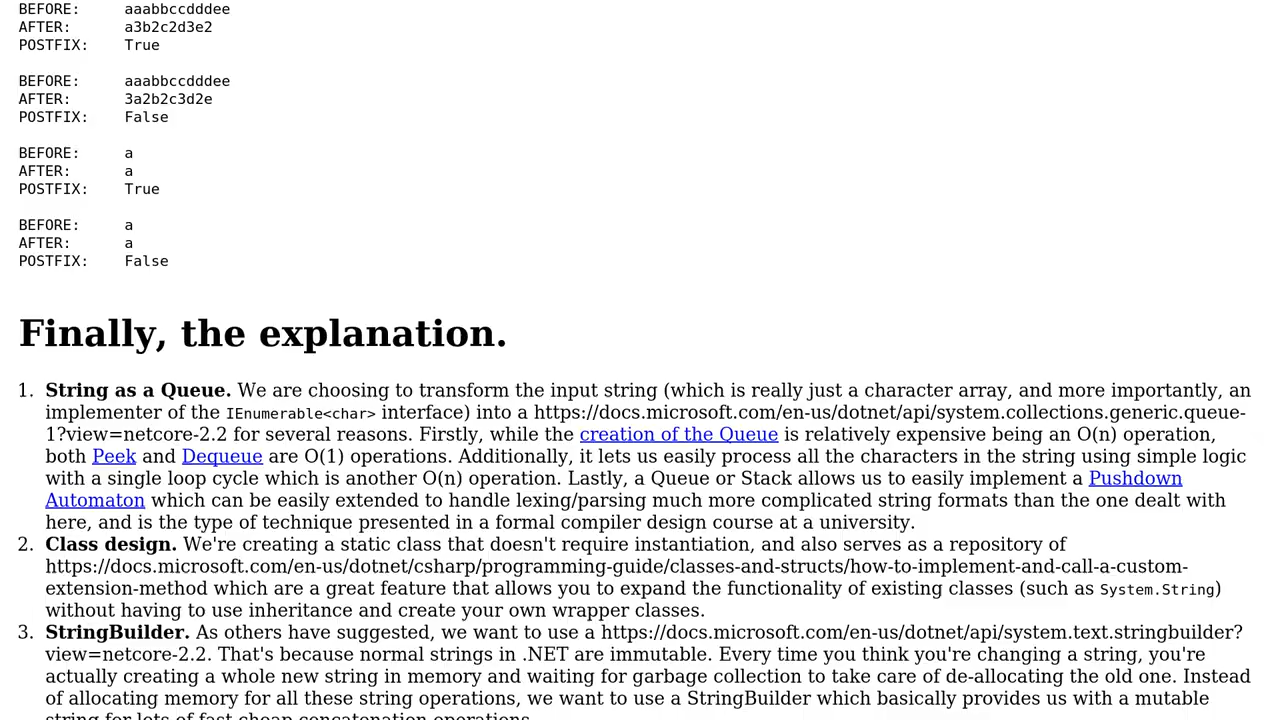 BEFORE: aaabbccdddee
AFTER: a3b2c2d3e2
POSTFIX: True
BEFORE: aaabbccdddee
AFTER: 3a2b2c3d2e
POSTFIX: False
BEFORE: a
AFTER: a
POSTFIX: True
BEFORE: a
AFTER: a
POSTFIX: False
Finally, the explanation.
1. String as a Queue. We are choosing to transform the input string (which is really just a character array, and more importantly, an
implementer of the IEnumerable<char> interface) into a https://docs.microsoft.com/en-us/dotnet/api/system.collections.generic.queue-
1?view=netcore-2.2 for several reasons. Firstly, while the creation of the Queue is relatively expensive being an O(n) operation,
both Peek and Dequeue are O(1) operations. Additionally, it lets us easily process all the characters in the string using simple logic
with a single loop cycle which is another O(n) operation. Lastly, a Queue or Stack allows us to easily implement a Pushdown
Automaton which can be easily extended to handle lexing/parsing much more complicated string formats than the one dealt with
here, and is the type of technique presented in a formal compiler design course at a university.
2. Class design. We're creating a static class that doesn't require instantiation, and also serves as a repository of
https://docs.microsoft.com/en-us/dotnet/csharp/programming-guide/classes-and-structs/how-to-implement-and-call-a-custom-
extension-method which are a great feature that allows you to expand the functionality of existing classes (such as System.String)
without having to use inheritance and create your own wrapper classes.
3. StringBuilder. As others have suggested, we want to use a https://docs.microsoft.com/en-us/dotnet/api/system.text.stringbuilder?
view=netcore-2.2. That's because normal strings in .NET are immutable. Every time you think you're changing a string, you're
actually creating a whole new string in memory and waiting for garbage collection to take care of de-allocating the old one. Instead
of allocating memory for all these string operations, we want to use a StringBuilder which basically provides us with a mutable
string for lots of fast cheap concatenation operations.